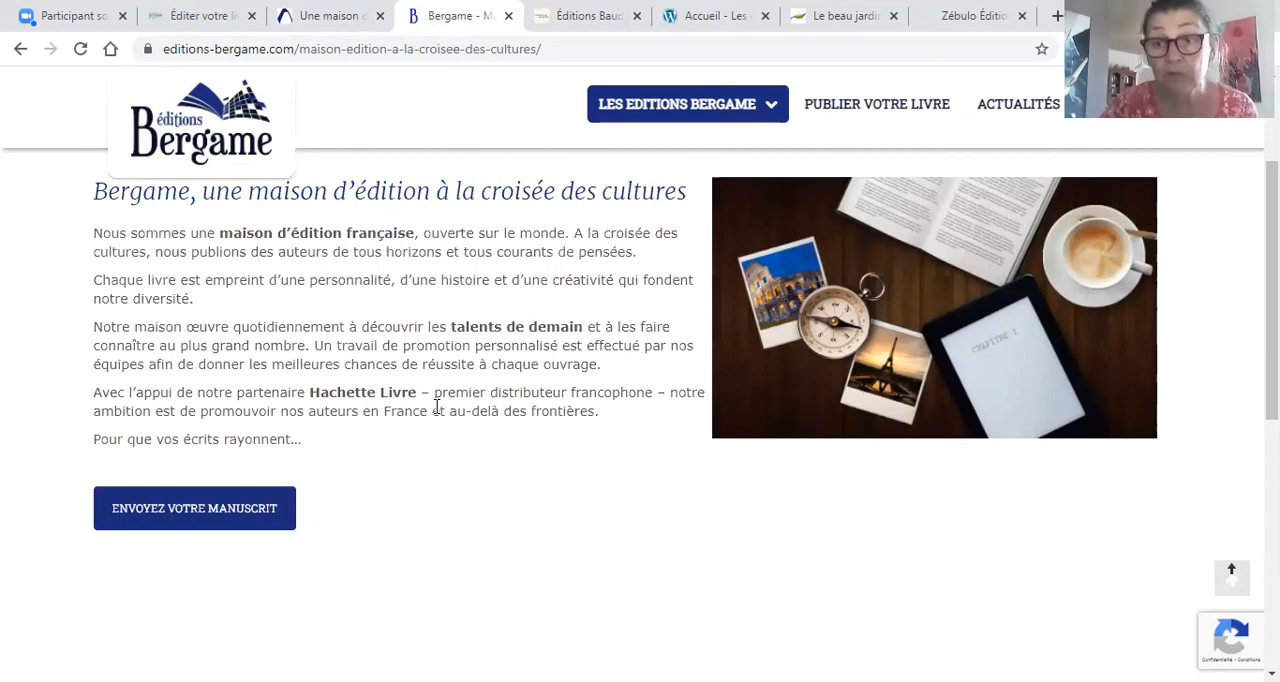 Participant sc
Éditer votre li
Une maison d
Bergame - Ma
Éditions Baud
Accueil - Les
Le beau jardin
Zébulo Éditio
editions-bergame.com/maison-edition-a-la-croisee-des-cultures/
éditions
Bergame
LES EDITIONS BERGAME
PUBLIER VOTRE LIVRE
ACTUALITÉS
Bergame, une maison d’édition à la croisée des cultures
Nous sommes une maison d’édition française, ouverte sur le monde. A la croisée des
cultures, nous publions des auteurs de tous horizons et tous courants de pensées.
Chaque livre est empreint d’une personnalité, d’une histoire et d’une créativité qui fondent
notre diversité.
Notre maison œuvre quotidiennement à découvrir les talents de demain et à les faire
connaître au plus grand nombre. Un travail de promotion personnalisé est effectué par nos
équipes afin de donner les meilleures chances de réussite à chaque ouvrage.
Avec l’appui de notre partenaire Hachette Livre – premier distributeur francophone – notre
ambition est de promouvoir nos auteurs en France et au-delà des frontières.
Pour que vos écrits rayonnent…
ENVOYEZ VOTRE MANUSCRIT
CHAPITRE 1
Confidentialité - Conditions